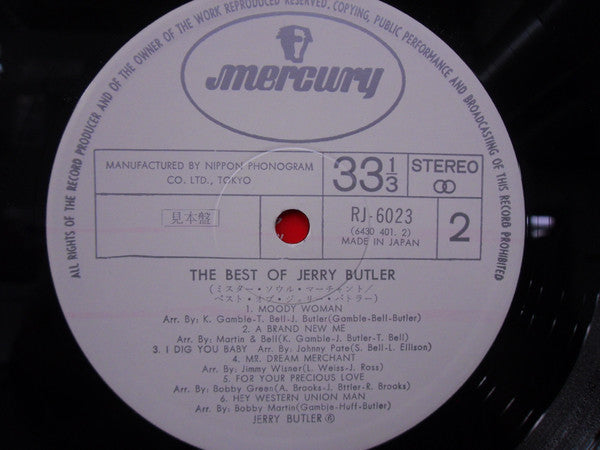 ALL RIGHTS OF THE RECORD PRODUCER AND OF THE OWNER OF THE WORK REPRODUCED RESERVED. COPYING, PUBLIC PERFORMANCE AND BROADCASTING OF THIS RECORD PROHIBITED
mercury
MANUFACTURED BY NIPPON PHONOGRAM
CO. LTD., TOKYO
33 1/3
STEREO
見本盤
RJ-6023
(6430 401. 2)
MADE IN JAPAN
2
THE BEST OF JERRY BUTLER
(ミスター・ソウル・マーチャント/
ベスト・オブ・ジェリー・バトラー)
1. MOODY WOMAN
Arr. By: K. Gamble-T. Bell-J. Butler(Gamble-Bell-Butler)
2. A BRAND NEW ME
Arr. By: Martin & Bell(K. Gamble-J. Butler-T. Bell)
3. I DIG YOU BABY Arr. By: Johnny Pate(S. Bell-L. Ellison)
4. MR. DREAM MERCHANT
Arr. By: Jimmy Wisner(L. Weiss-J. Ross)
5. FOR YOUR PRECIOUS LOVE
Arr. By: Bobby Green(A. Brooks-J. Bttler-R. Brooks)
6. HEY WESTERN UNION MAN
Arr. By: Bobby Martin(Gamble-Huff-Butler)
JERRY BUTLER⑥